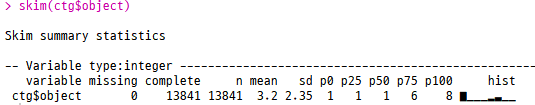 > skim(ctg$object)
Skim summary statistics
-- Variable type:integer --------------------------------------------------
variable missing complete n mean sd p0 p25 p50 p75 p100 hist
ctg$object 0 13841 13841 3.2 2.35 1 1 1 6 8 ▇▁▁▁▂▃▁▁